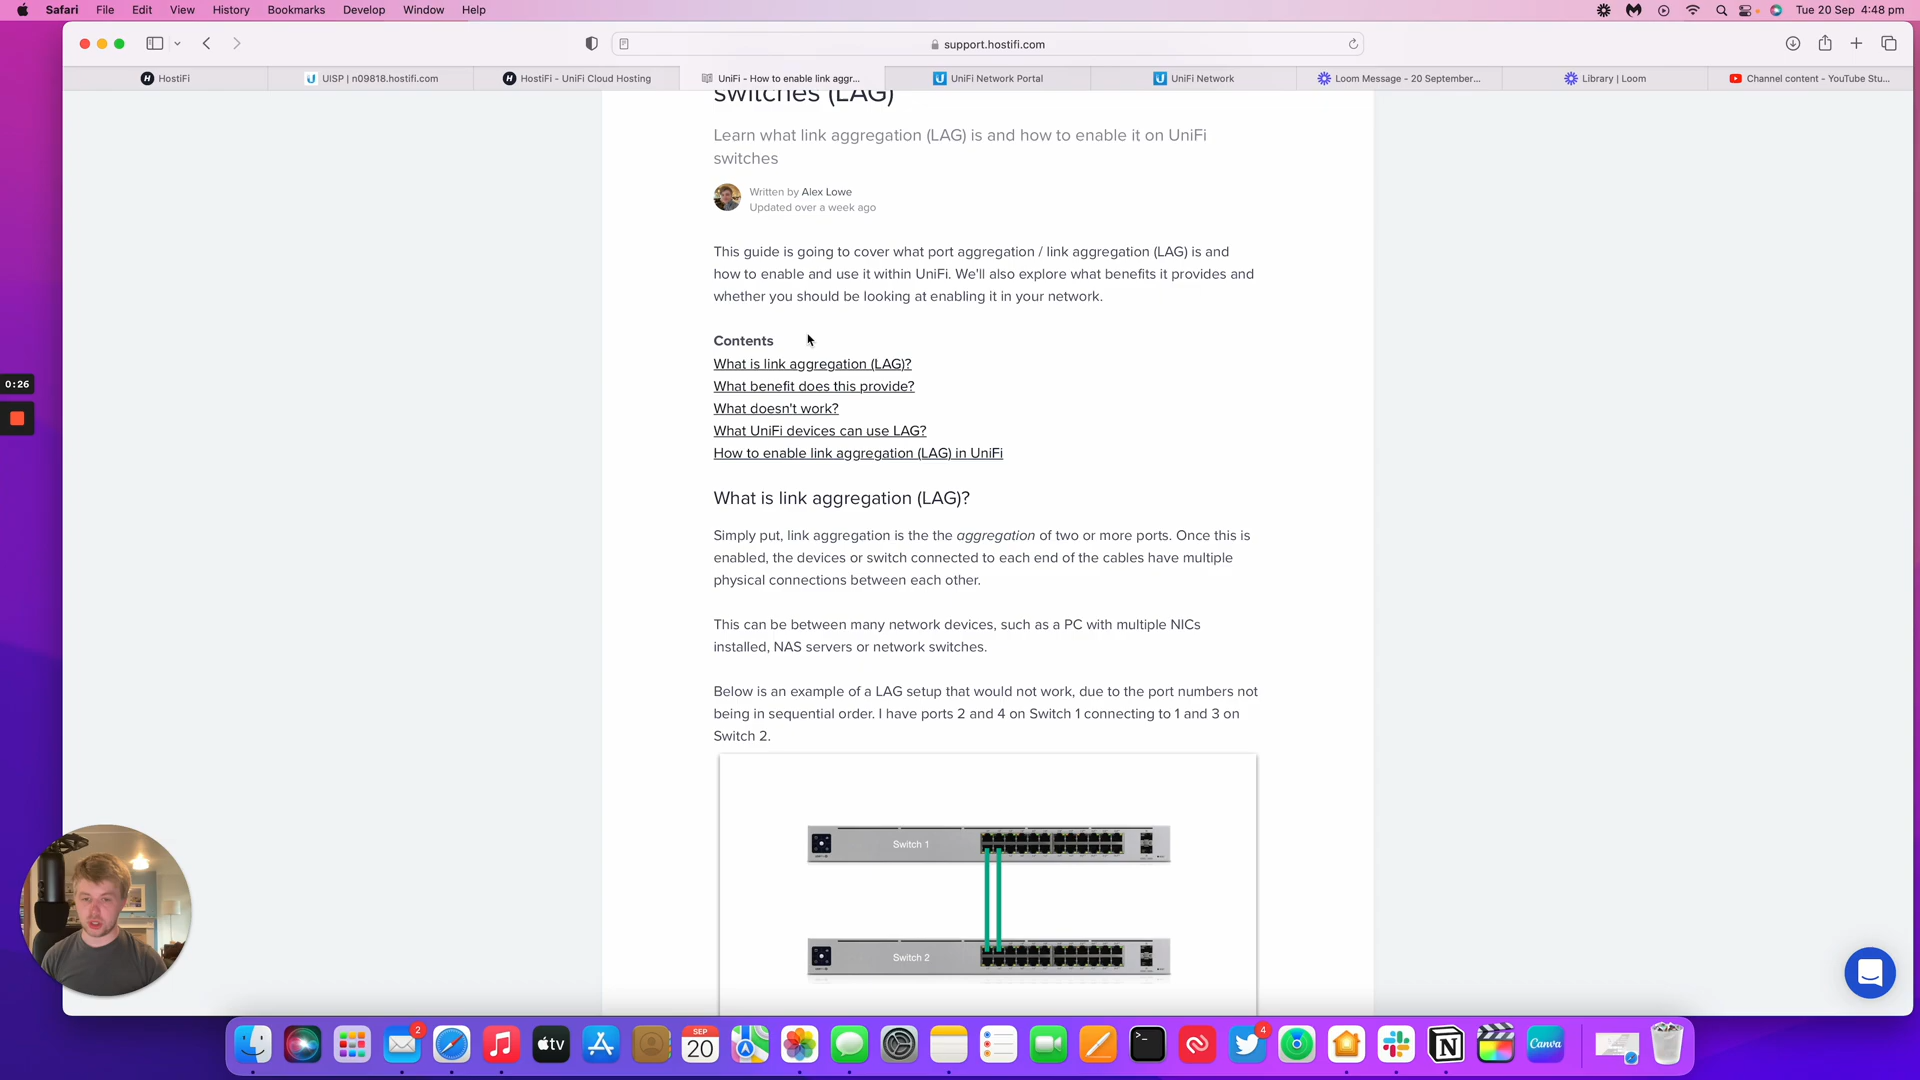 Safari File Edit View History Bookmarks Develop Window Help Tue 20 Sep 4:48 pm
support.hostifi.com
HostiFi UISP | n09818.hostifi.com HostiFi - UniFi Cloud Hosting UniFi - How to enable link aggr... UniFi Network Portal UniFi Network Loom Message - 20 September... Library | Loom Channel content - YouTube Stu...
switches (LAG)
Learn what link aggregation (LAG) is and how to enable it on UniFi
switches
Written by Alex Lowe
Updated over a week ago
This guide is going to cover what port aggregation / link aggregation (LAG) is and
how to enable and use it within UniFi. We'll also explore what benefits it provides and
whether you should be looking at enabling it in your network.
Contents
What is link aggregation (LAG)?
0:26
What benefit does this provide?
What doesn't work?
What UniFi devices can use LAG?
How to enable link aggregation (LAG) in UniFi
What is link aggregation (LAG)?
Simply put, link aggregation is the the aggregation of two or more ports. Once this is
enabled, the devices or switch connected to each end of the cables have multiple
physical connections between each other.
This can be between many network devices, such as a PC with multiple NICs
installed, NAS servers or network switches.
Below is an example of a LAG setup that would not work, due to the port numbers not
being in sequential order. I have ports 2 and 4 on Switch 1 connecting to 1 and 3 on
Switch 2.
Switch 1
Switch 2
2 tv SEP 20 4 N Canva